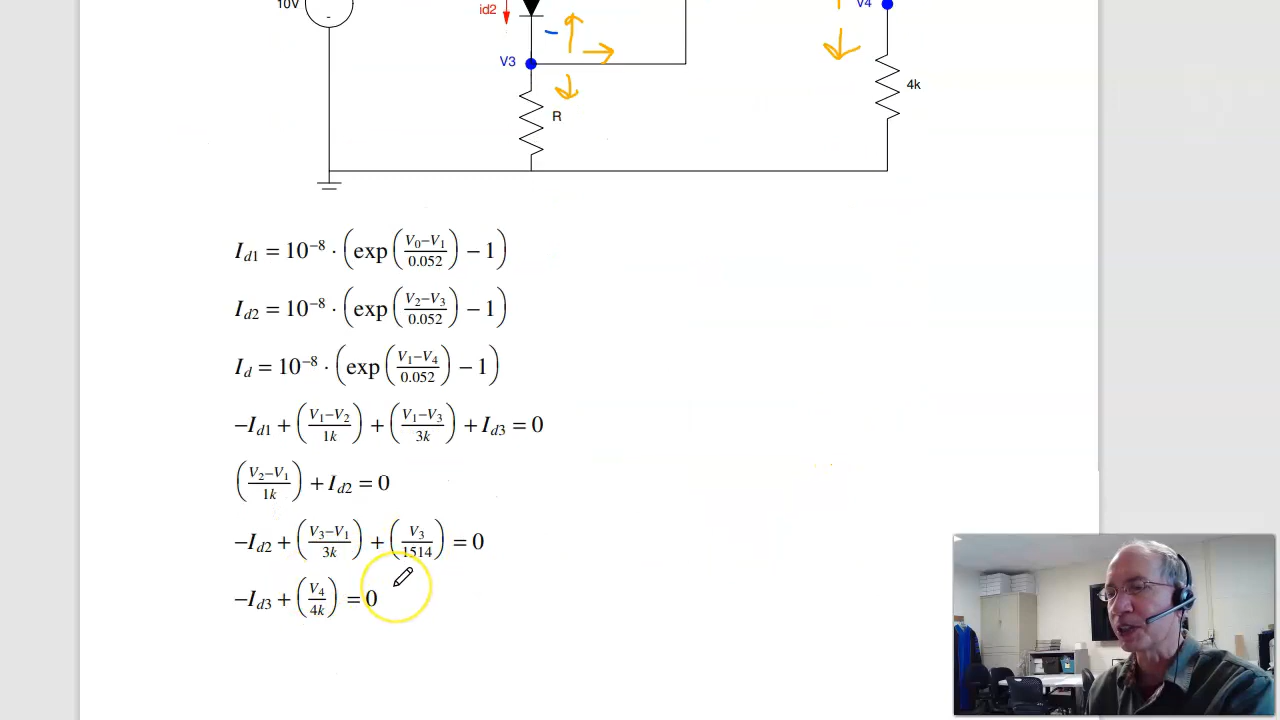 10V
-
id2
V4
V3
4k
R
I_{d1} = 10^{-8} · (exp((V_0−V_1)/0.052) − 1)
I_{d2} = 10^{-8} · (exp((V_2−V_3)/0.052) − 1)
I_d = 10^{-8} · (exp((V_1−V_4)/0.052) − 1)
−I_{d1} + ((V_1−V_2)/1k) + ((V_1−V_3)/3k) + I_{d3} = 0
((V_2−V_1)/1k) + I_{d2} = 0
−I_{d2} + ((V_3−V_1)/3k) + (V_3/1514) = 0
−I_{d3} + (V_4/4k) = 0